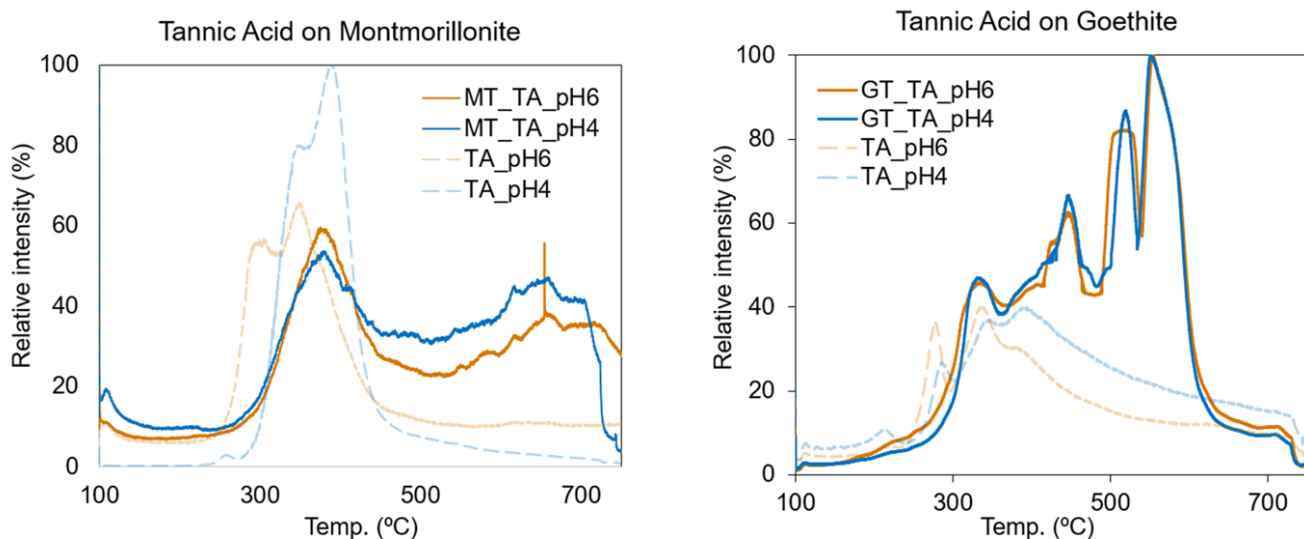 Tannic Acid on Montmorillonite
100
80
60
40
20
0
Relative intensity (%)
MT_TA_pH6
MT_TA_pH4
TA_pH6
TA_pH4
100
300
500
700
Temp. (ºC)
Tannic Acid on Goethite
100
80
60
40
20
0
Relative intensity (%)
GT_TA_pH6
GT_TA_pH4
TA_pH6
TA_pH4
100
300
500
700
Temp. (ºC)